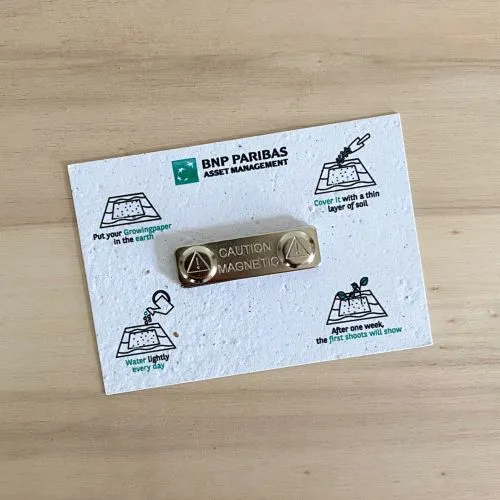 BNP PARIBAS
ASSET MANAGEMENT
Put your Growingpaper
in the earth
Cover it with a thin
layer of soil
CAUTION
MAGNETIC
Water lightly
every day
After one week,
the first shoots will show